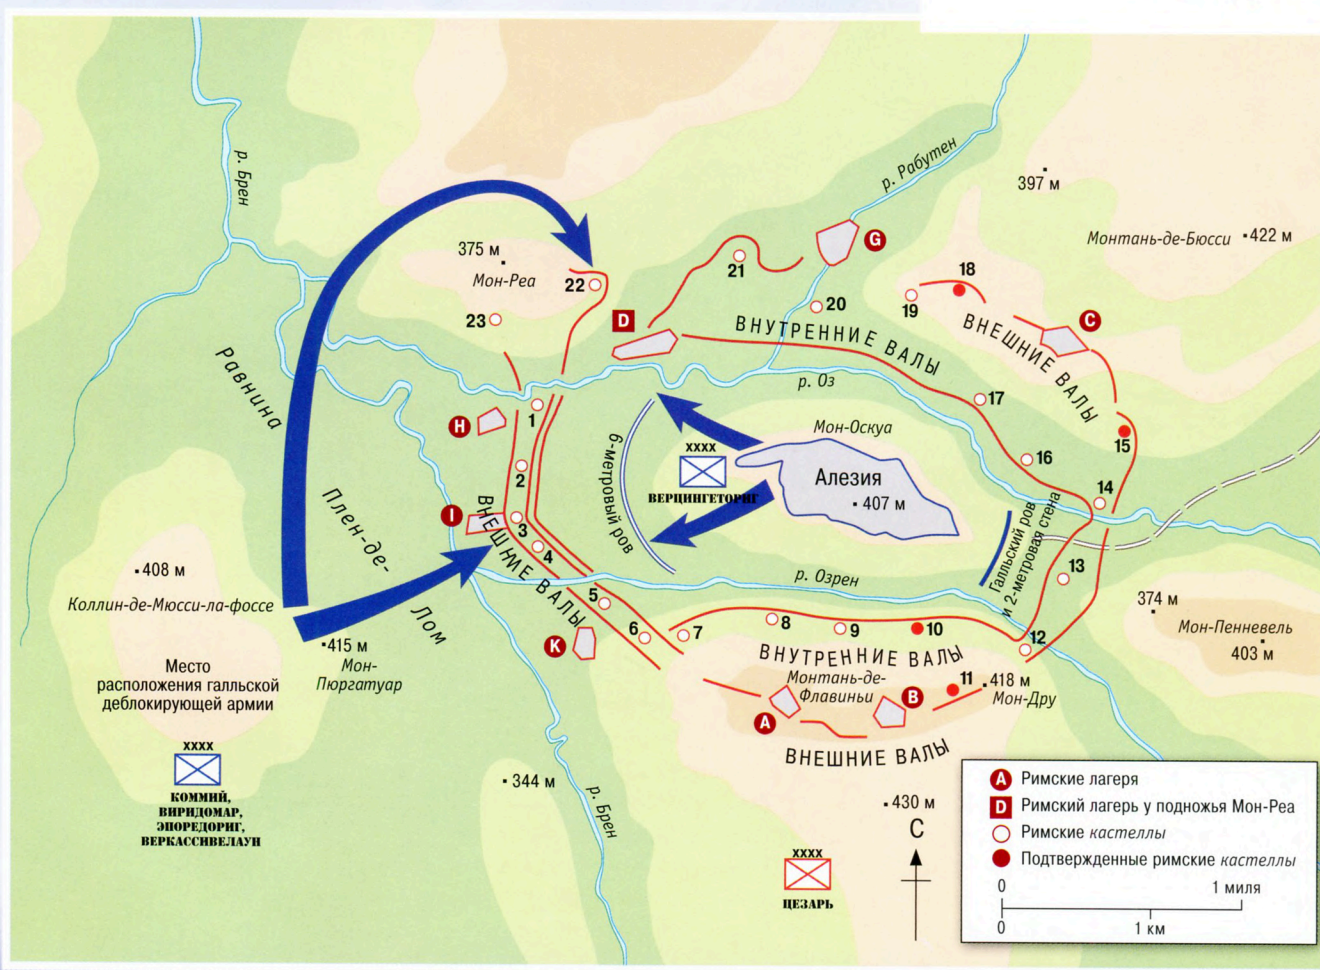 р. Брен
р. Рабутен
397 м
Монтань-де-Бюсси
422 м
G
375 м
Мон-Реа
21
18
22
20
19
23
D
C
ВНУТРЕННИЕ ВАЛЫ
ВНЕШНИЕ ВАЛЫ
Равнина
р. Оз
17
1
H
Мон-Оскуа
15
6-метровый ров
XXXX
ВЕРЦИНГЕТОРИГ
Алезия
407 м
16
2
14
Плен-де-
Лом
I
3
ВНЕШНИЕ ВАЛЫ
4
Галльский ров
и 2-метровая стена
408 м
Коллин-де-Мюсси-ла-фоссе
р. Озрен
13
374 м
Мон-Пенневель
403 м
5
6
7
8
9
10
12
415 м
Мон-
Пюргатуар
K
ВНУТРЕННИЕ ВАЛЫ
Место
расположения галльской
деблокирующей армии
Монтань-де-
Флавиньи
11
418 м
Мон-Дру
A
B
ВНЕШНИЕ ВАЛЫ
XXXX
КОММИЙ,
ВИРИДОМАР,
ЭПОРЕДОРИГ,
ВЕРКАССИВЕЛАУН
344 м
р. Брен
430 м
С
XXXX
ЦЕЗАРЬ
A Римские лагеря
D Римский лагерь у подножья Мон-Реа
Римские кастеллы
Подтвержденные римские кастеллы
0 1 миля
0 1 км